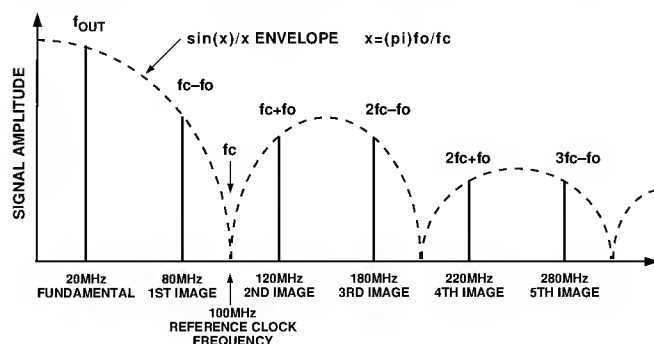 fOUT
sin(x)/x ENVELOPE x=(pi)fo/fc
fc–fo
fc
fc+fo
2fc–fo
2fc+fo
3fc–fo
SIGNAL AMPLITUDE
20MHz
FUNDAMENTAL
80MHz
1ST IMAGE
120MHz
2ND IMAGE
180MHz
3RD IMAGE
220MHz
4TH IMAGE
280MHz
5TH IMAGE
100MHz
REFERENCE CLOCK
FREQUENCY